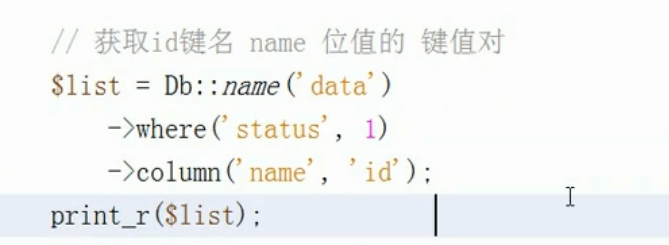 // 获取id键名 name 位值的 键值对
$list = Db::name('data')
->where('status', 1)
->column('name', 'id');
print_r($list);